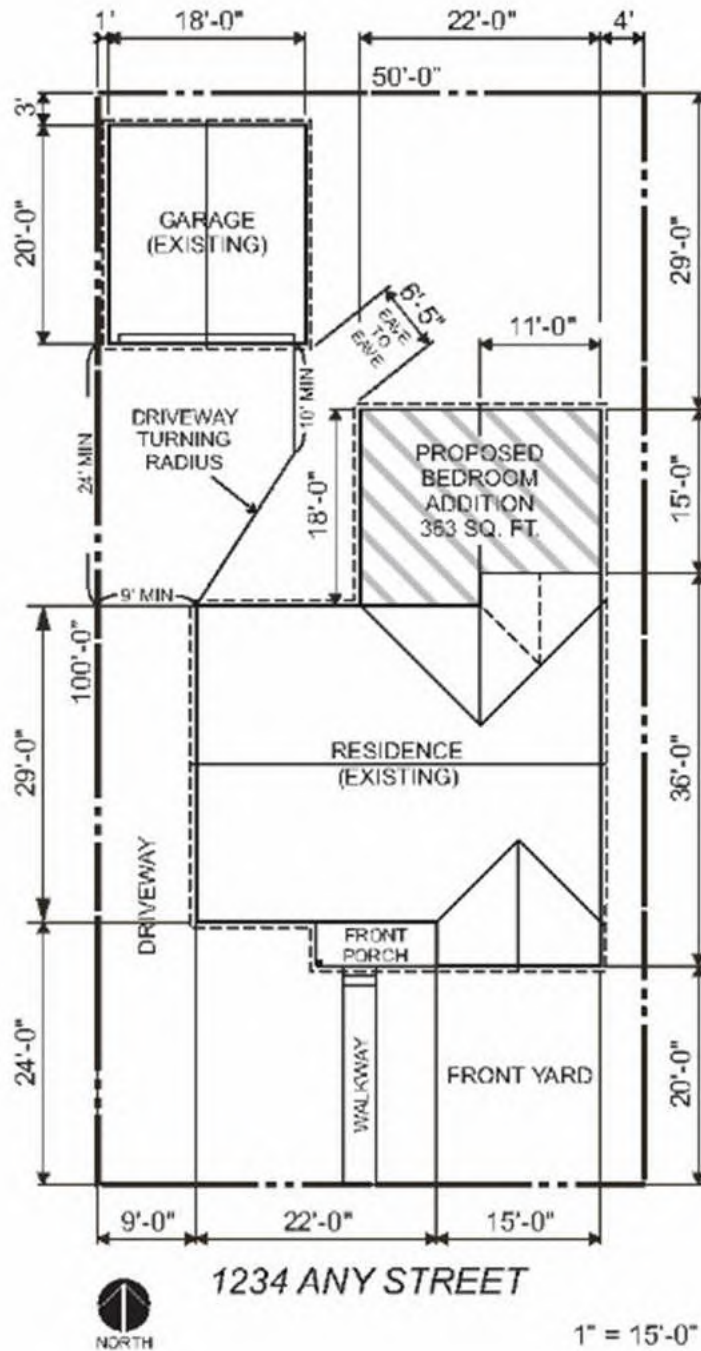 1'
18'-0"
22'-0"
4'
50'-0"
3'
20'-0"
GARAGE
(EXISTING)
29'-0"
6'-5"
EAVE
TO
EAVE
11'-0"
10' MIN
DRIVEWAY
TURNING
RADIUS
24' MIN
18'-0"
PROPOSED
BEDROOM
ADDITION
363 SQ. FT.
15'-0"
9' MIN
100'-0"
29'-0"
RESIDENCE
(EXISTING)
36'-0"
DRIVEWAY
FRONT
PORCH
24'-0"
WALKWAY
FRONT YARD
20'-0"
9'-0"
22'-0"
15'-0"
1234 ANY STREET
NORTH
1" = 15'-0"